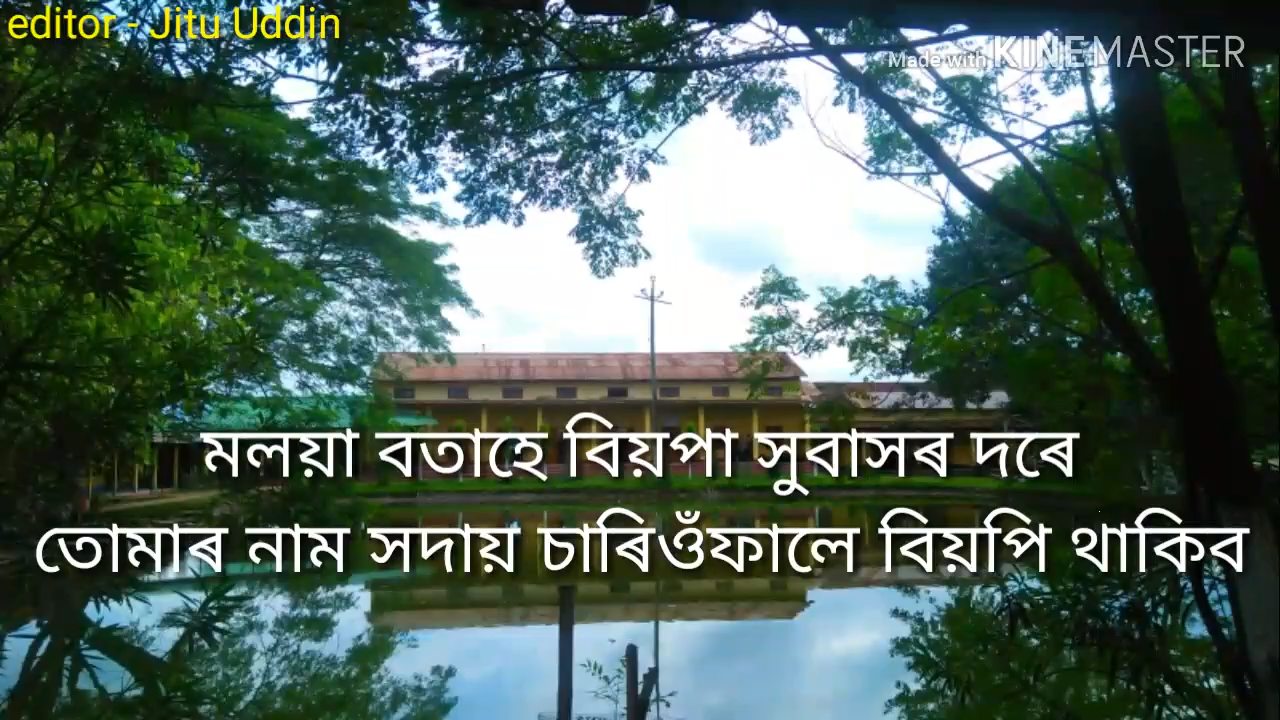 editor - Jitu Uddin
Made with KINEMASTER
মলয়া বতাহে বিয়পা সুবাসৰ দৰে
তোমাৰ নাম সদায় চাৰিওঁফালে বিয়পি থাকিব